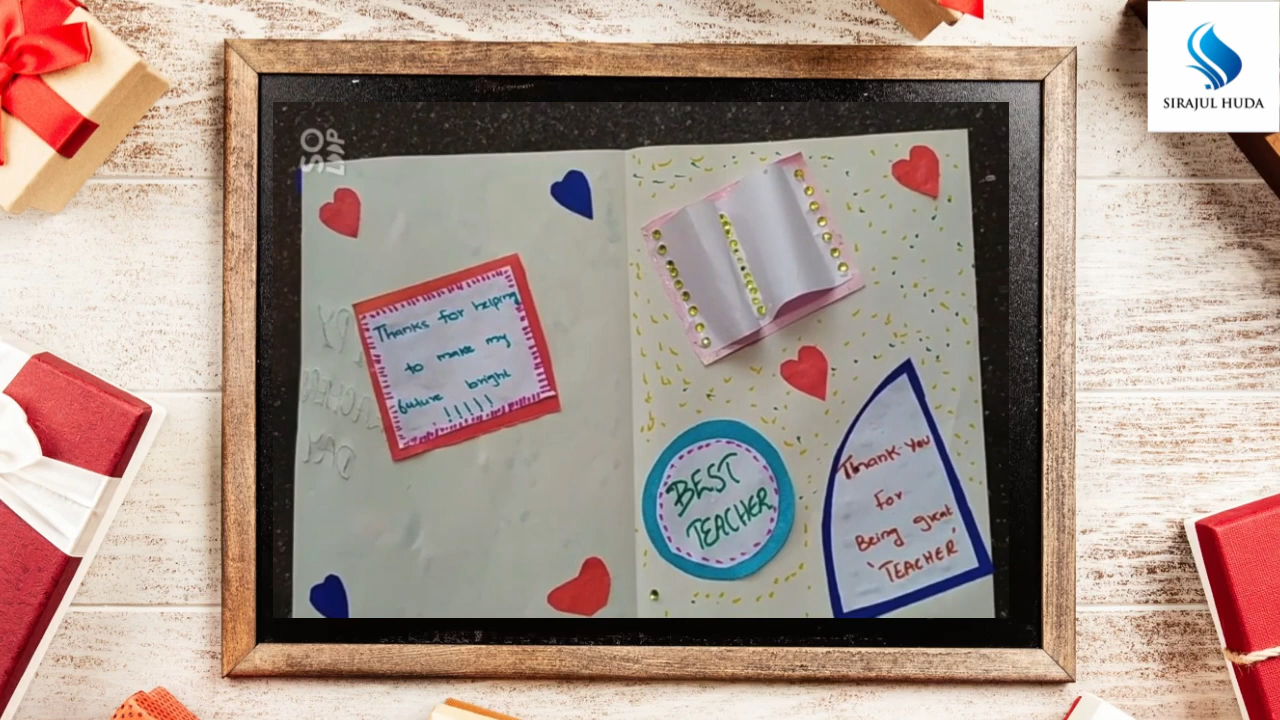 SIRAJUL HUDA
Thanks for helping
to make my
bright
future !!!!!
BEST
TEACHER
Thank-You
For
Being great
'TEACHER'